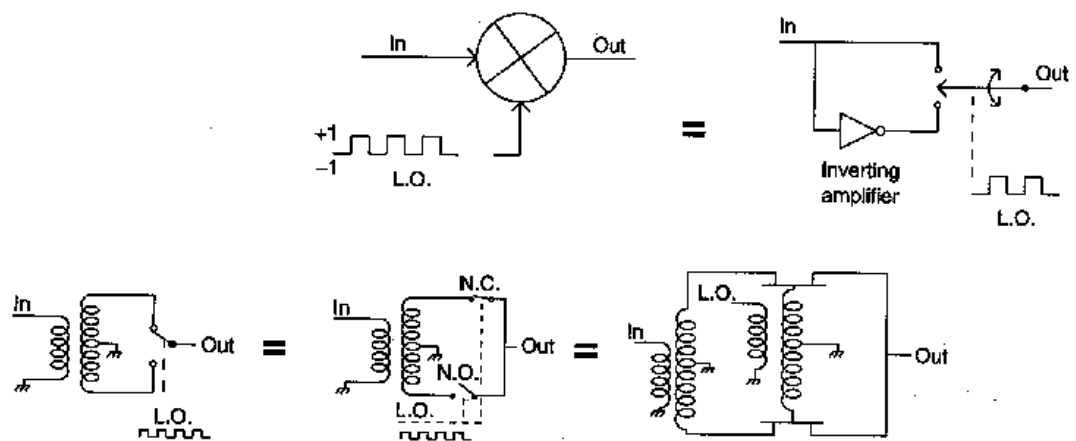 In
Out
+1
−1
L.O.
=
In
Out
Inverting
amplifier
L.O.
In
Out
L.O.
=
In
N.C.
N.O.
Out
L.O.
=
In
L.O.
Out